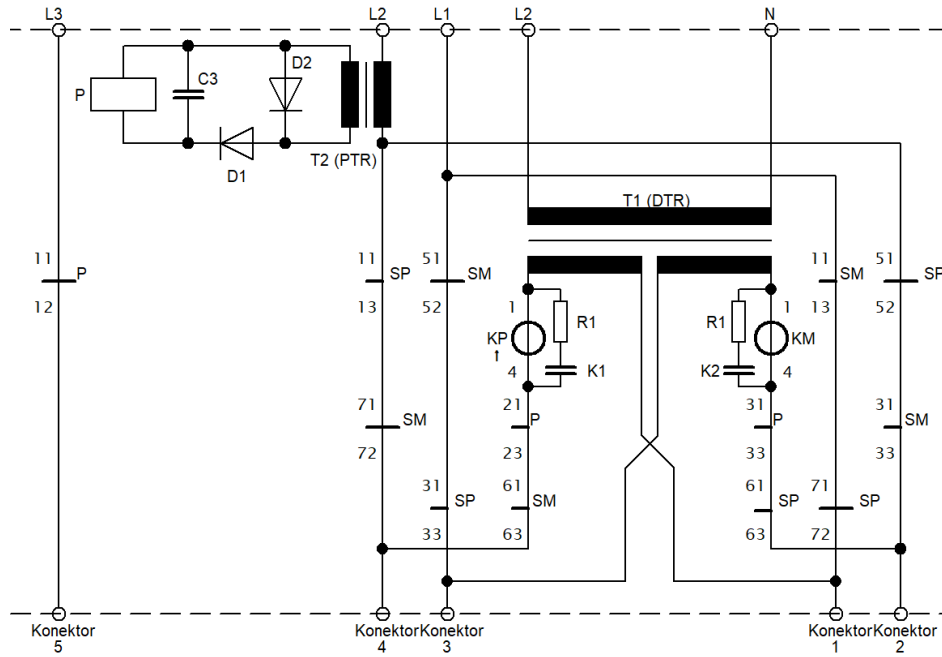 L3
L2
L1
L2
N
D2
C3
P
T2 (PTR)
D1
T1 (DTR)
11
P
12
11
SP
13
51
SM
52
11
SM
13
51
SP
52
1
R1
KP
↑
4
K1
R1
1
KM
K2
4
71
SM
72
21
P
23
31
P
33
31
SM
33
31
SP
33
61
SM
63
61
SP
63
71
SP
72
Konektor
5
Konektor
4
Konektor
3
Konektor
1
Konektor
2